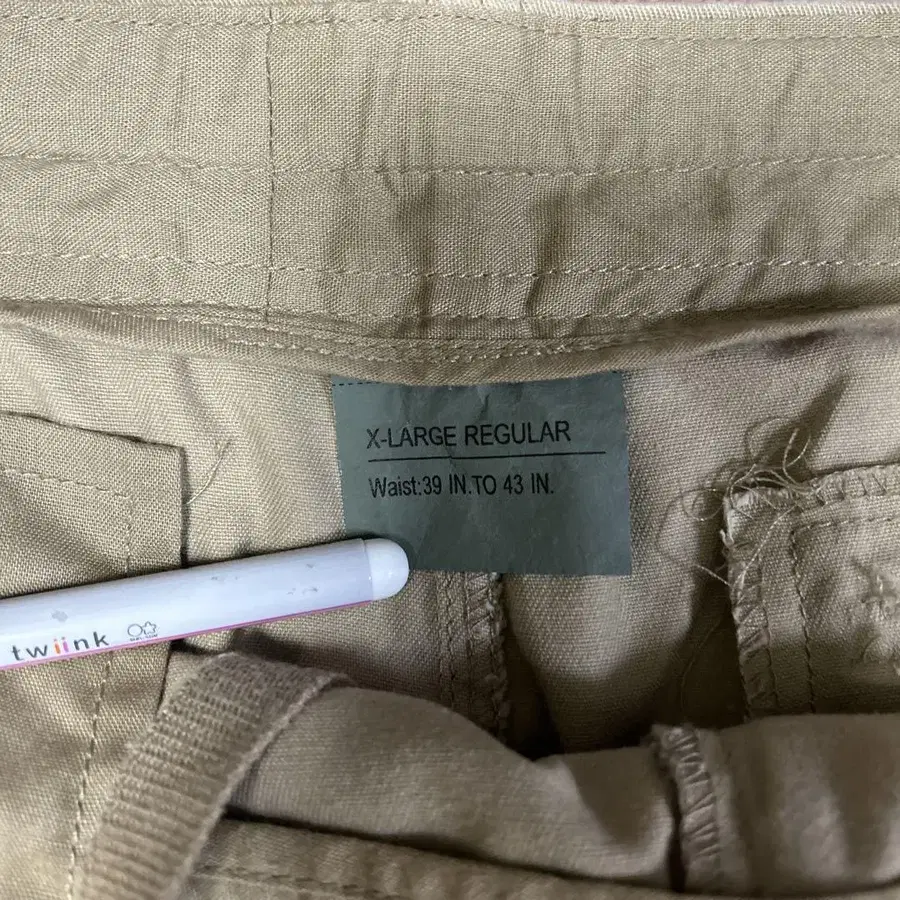 X-LARGE REGULAR
Waist:39 IN.TO 43 IN.
twiink